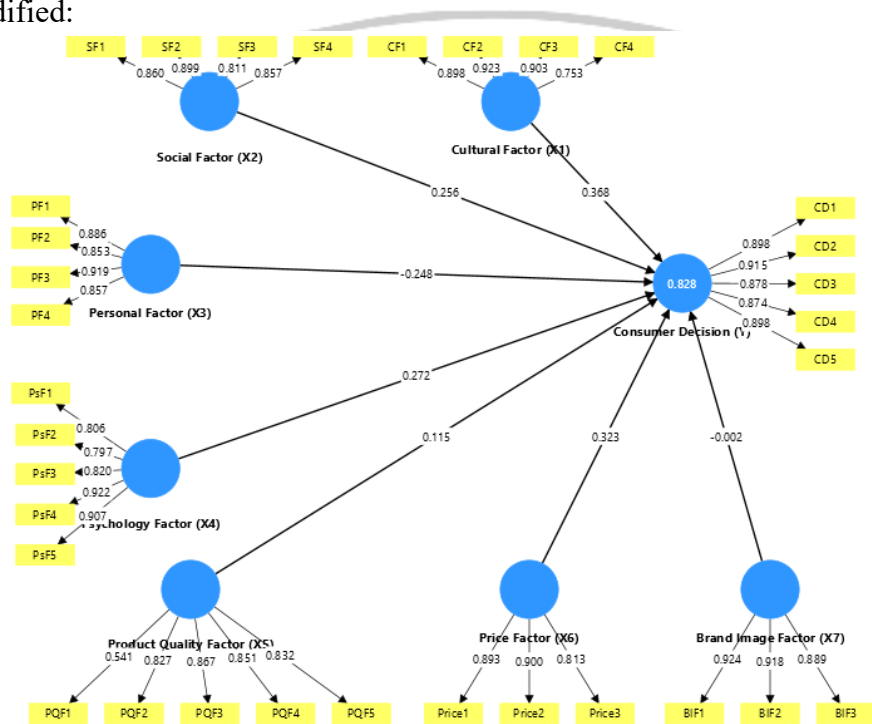 dified:
SF1 SF2 SF3 SF4
0.860 0.899 0.811 0.857
Social Factor (X2)
CF1 CF2 CF3 CF4
0.898 0.923 0.903 0.753
Cultural Factor (X1)
0.256
0.368
PF1
PF2
PF3
PF4
0.886
0.853
0.919
0.857
Personal Factor (X3)
-0.248
0.828
Consumer Decision (Y)
CD1
CD2
CD3
CD4
CD5
0.898
0.915
0.878
0.874
0.898
PsF1
PsF2
PsF3
PsF4
PsF5
0.806
0.797
0.820
0.922
0.907
Psychology Factor (X4)
0.272
0.115
0.323
-0.002
Product Quality Factor (X5)
0.541 0.827 0.867 0.851 0.832
PQF1 PQF2 PQF3 PQF4 PQF5
Price Factor (X6)
0.893 0.900 0.813
Price1 Price2 Price3
Brand Image Factor (X7)
0.924 0.918 0.889
BIF1 BIF2 BIF3